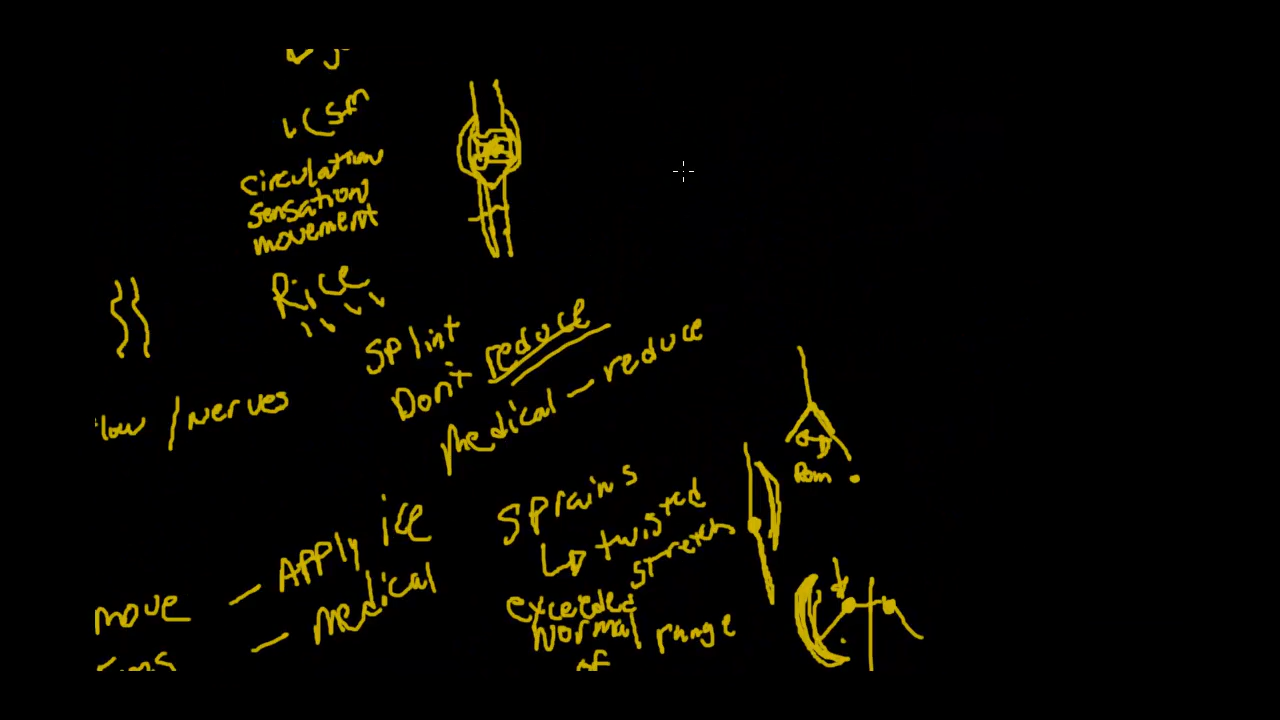 CSM
circulation
sensation
movement
Rice
Splint
Don't reduce
medical - reduce
low / nerves
Rom
- Apply ice
- medical
move
Sprains
twisted
stretch
exceeded
normal range
of